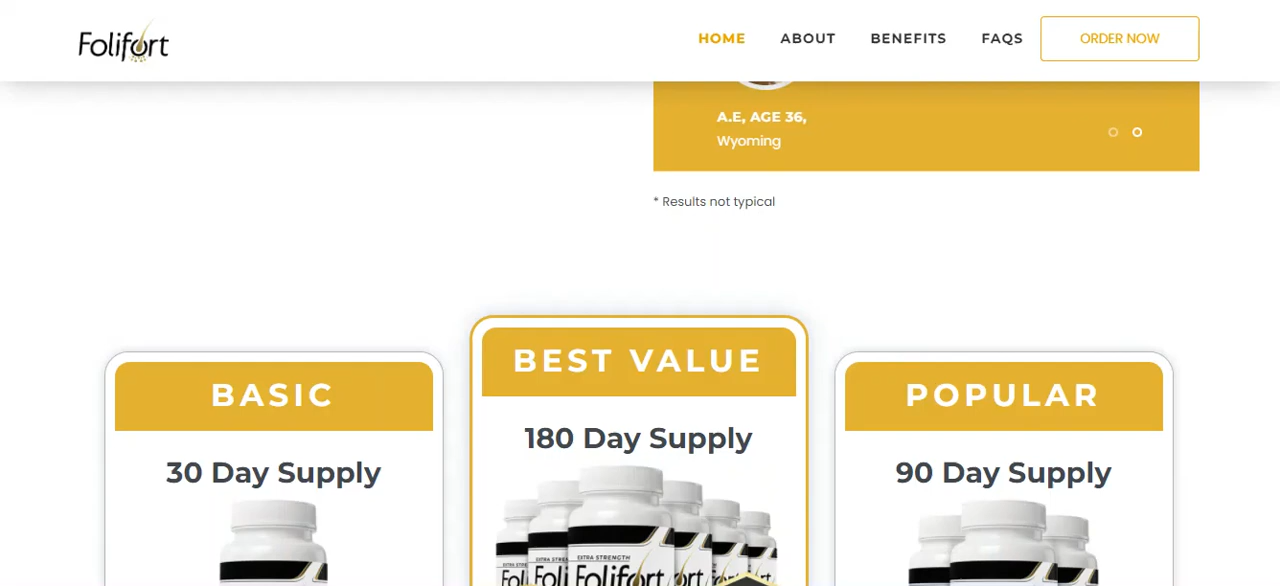 Folifort
HOME
ABOUT
BENEFITS
FAQS
ORDER NOW
A.E, AGE 36,
Wyoming
* Results not typical
BASIC
BEST VALUE
POPULAR
30 Day Supply
180 Day Supply
90 Day Supply
EXTRA STRENGTH
Folifort